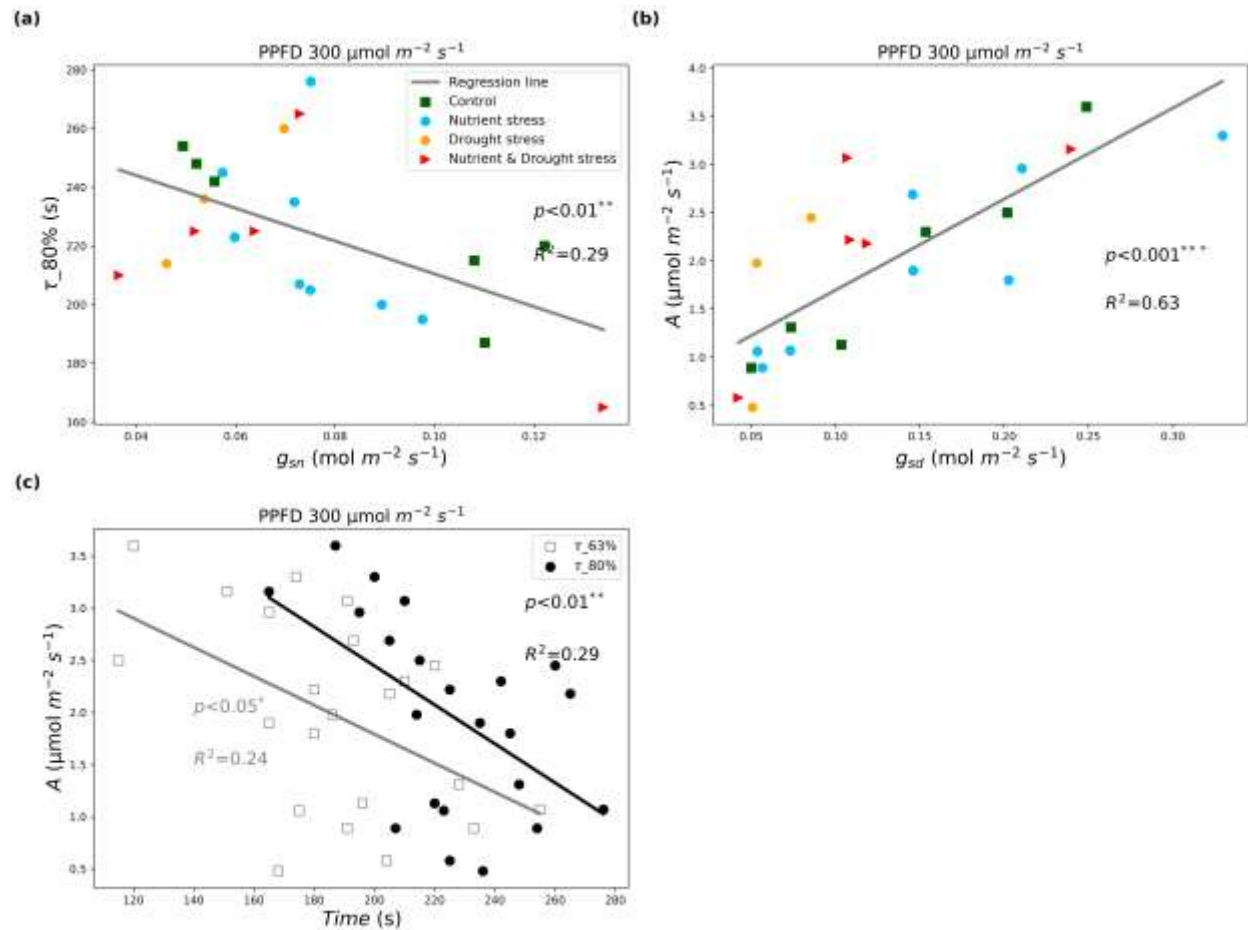 (a)
PPFD 300 μmol m⁻² s⁻¹
280
260
240
220
200
180
160
τ_80% (s)
Regression line
Control
Nutrient stress
Drought stress
Nutrient & Drought stress
p<0.01**
R²=0.29
0.04 0.06 0.08 0.10 0.12
g_sn (mol m⁻² s⁻¹)
(b)
PPFD 300 μmol m⁻² s⁻¹
4.0
3.5
3.0
2.5
2.0
1.5
1.0
0.5
A (μmol m⁻² s⁻¹)
p<0.001***
R²=0.63
0.05 0.10 0.15 0.20 0.25 0.30
g_sd (mol m⁻² s⁻¹)
(c)
PPFD 300 μmol m⁻² s⁻¹
3.5
3.0
2.5
2.0
1.5
1.0
0.5
A (μmol m⁻² s⁻¹)
τ_63%
τ_80%
p<0.01**
R²=0.29
p<0.05*
R²=0.24
120 140 160 180 200 220 240 260 280
Time (s)